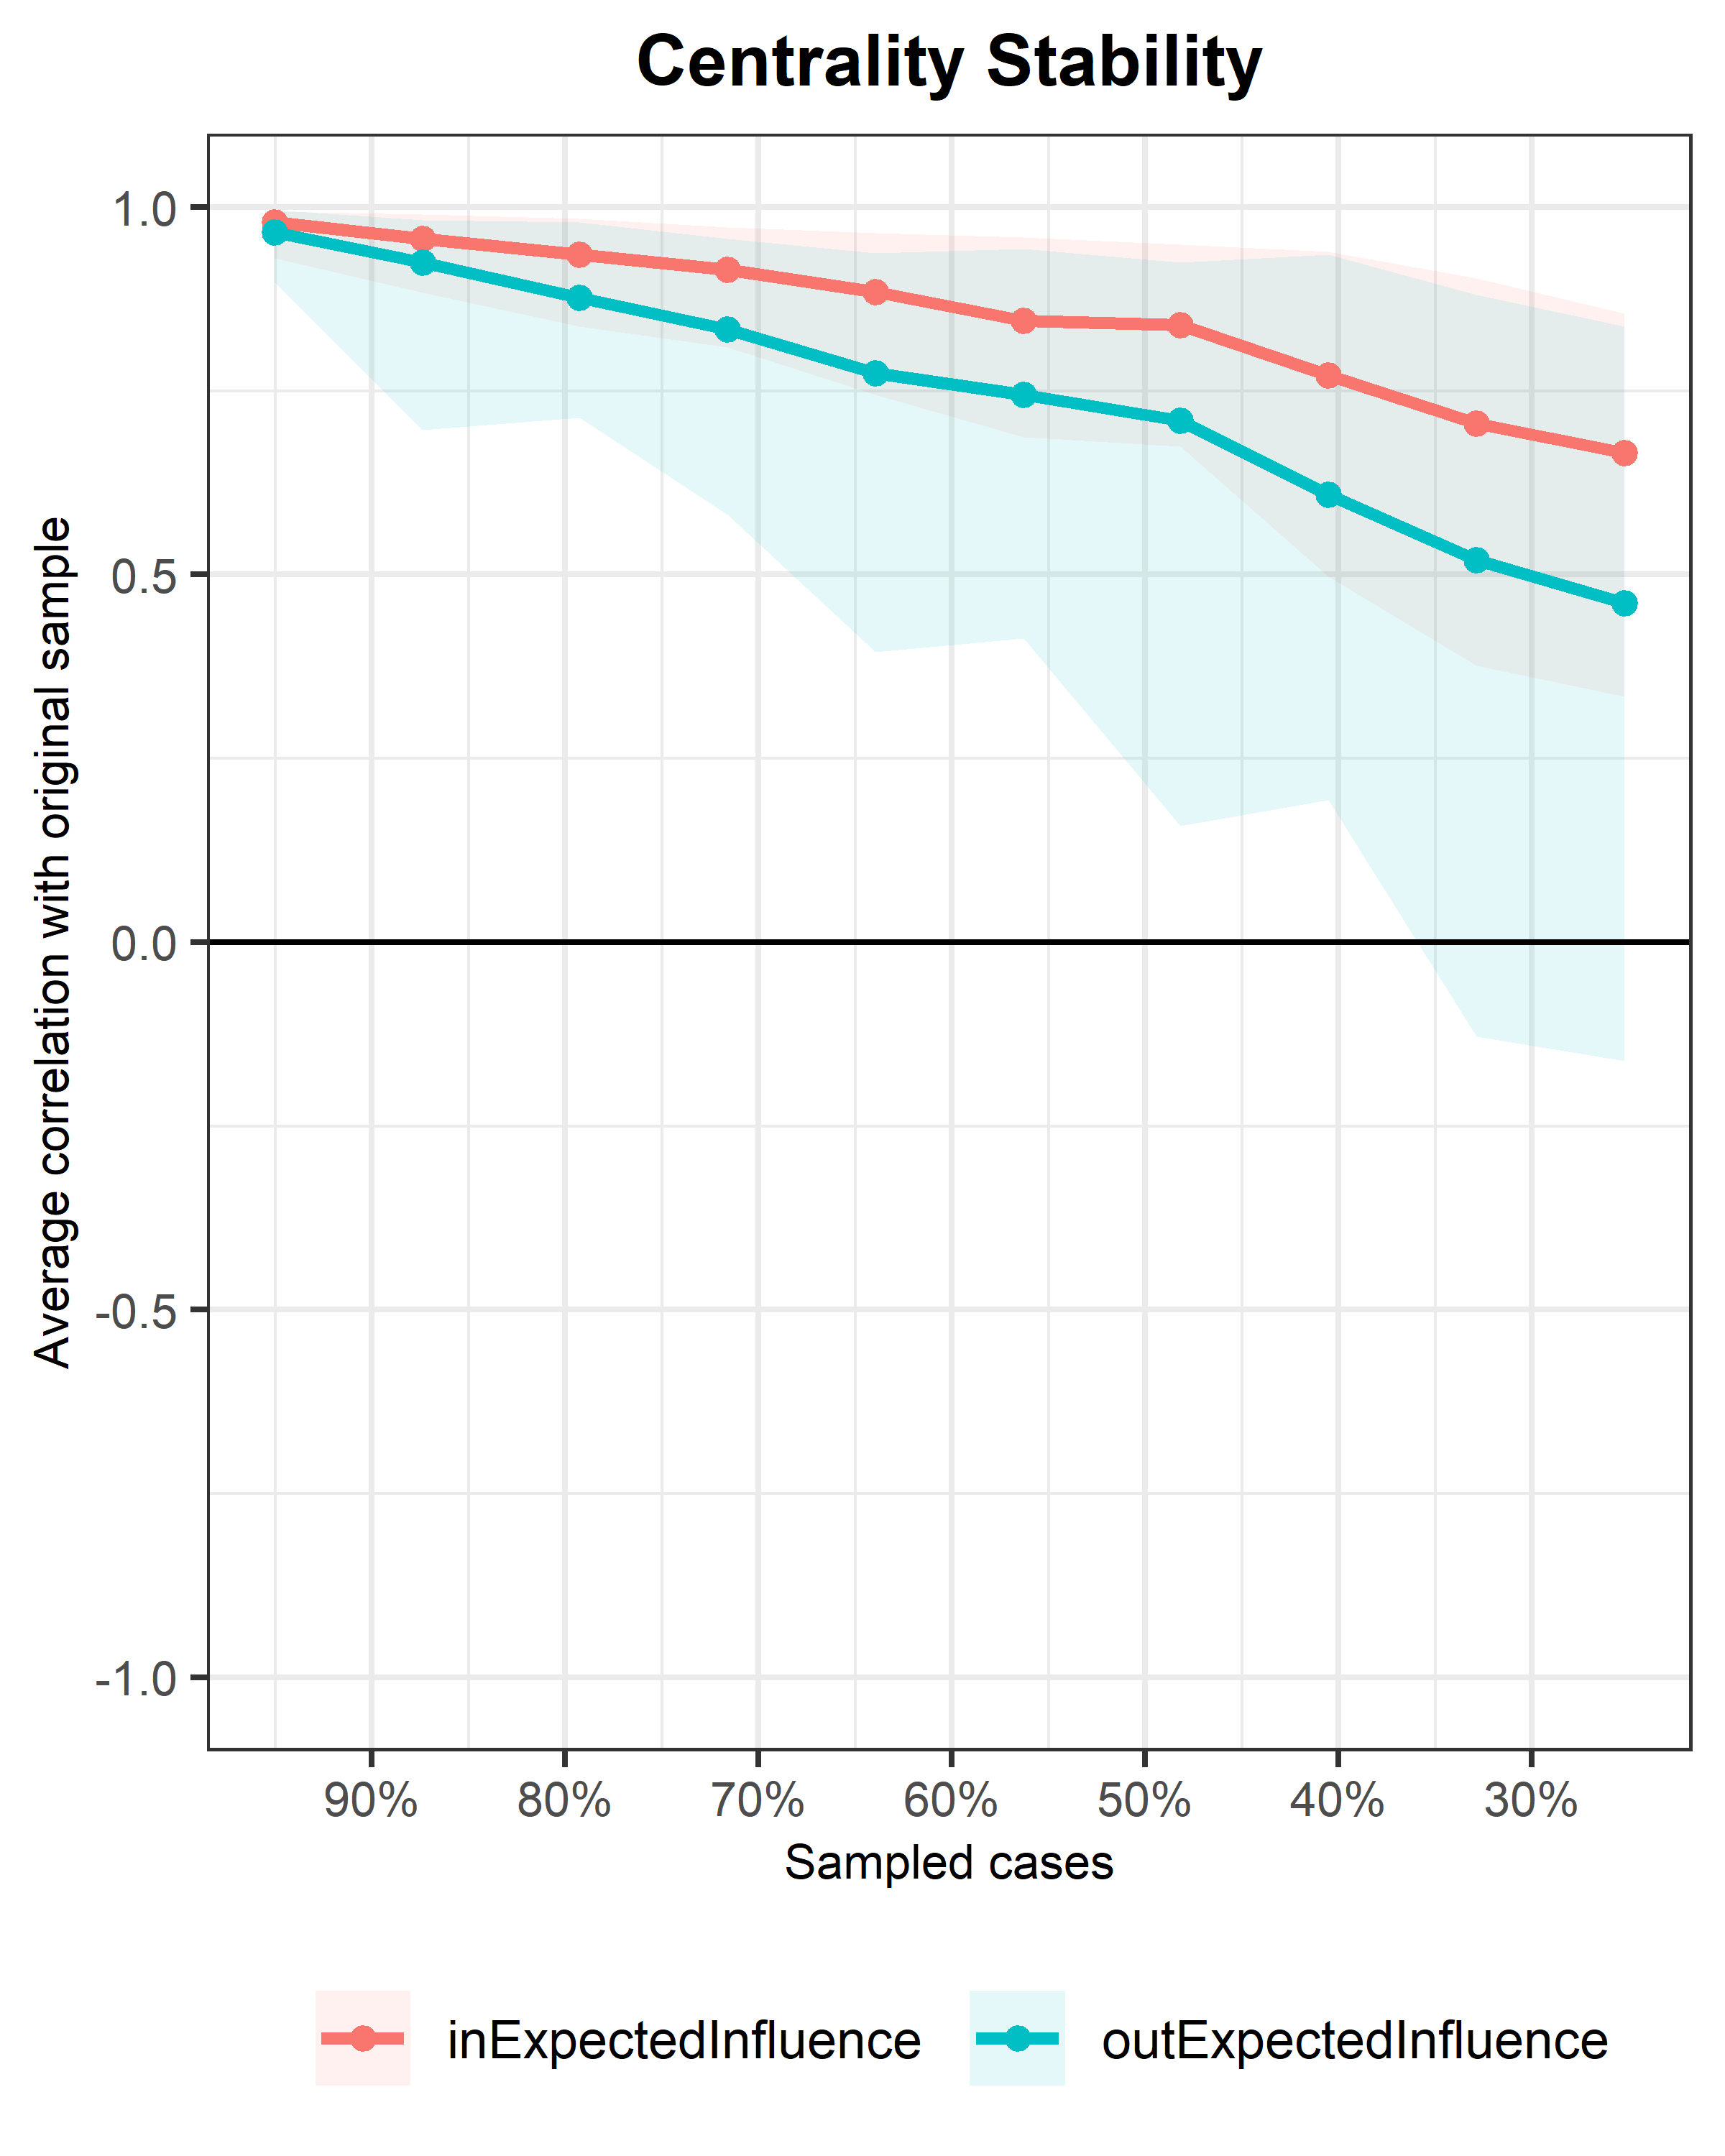 Centrality Stability
1.0
0.5
0.0
-0.5
-1.0
Average correlation with original sample
90% 80% 70% 60% 50% 40% 30%
Sampled cases
inExpectedInfluence outExpectedInfluence